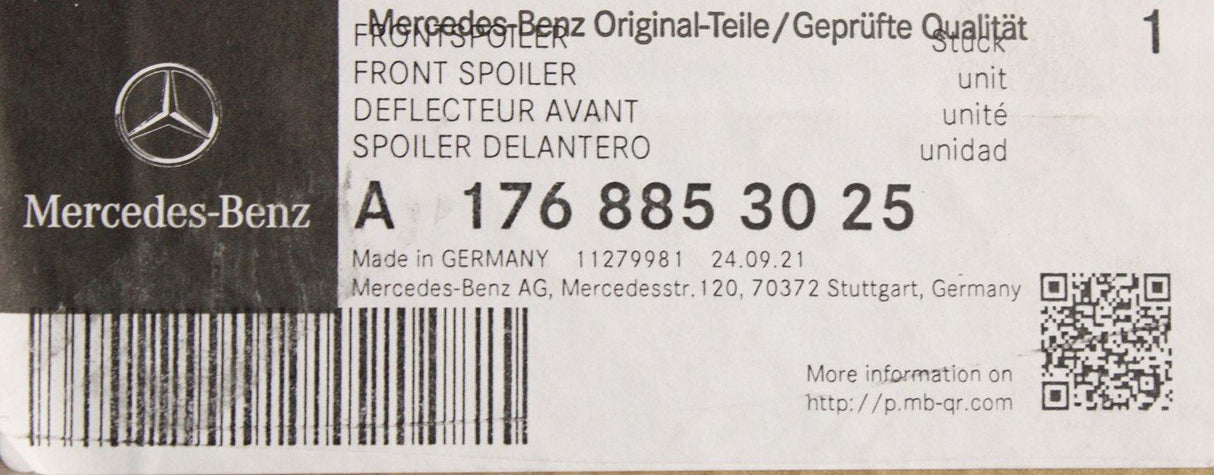 Mercedes-Benz Original-Teile/Geprüfte Qualität 1
FRONTSPOILER Stück
FRONT SPOILER unit
DEFLECTEUR AVANT unité
SPOILER DELANTERO unidad
Mercedes-Benz
A 176 885 30 25
Made in GERMANY 11279981 24.09.21
Mercedes-Benz AG, Mercedesstr.120, 70372 Stuttgart, Germany
More information on
http://p.mb-qr.com